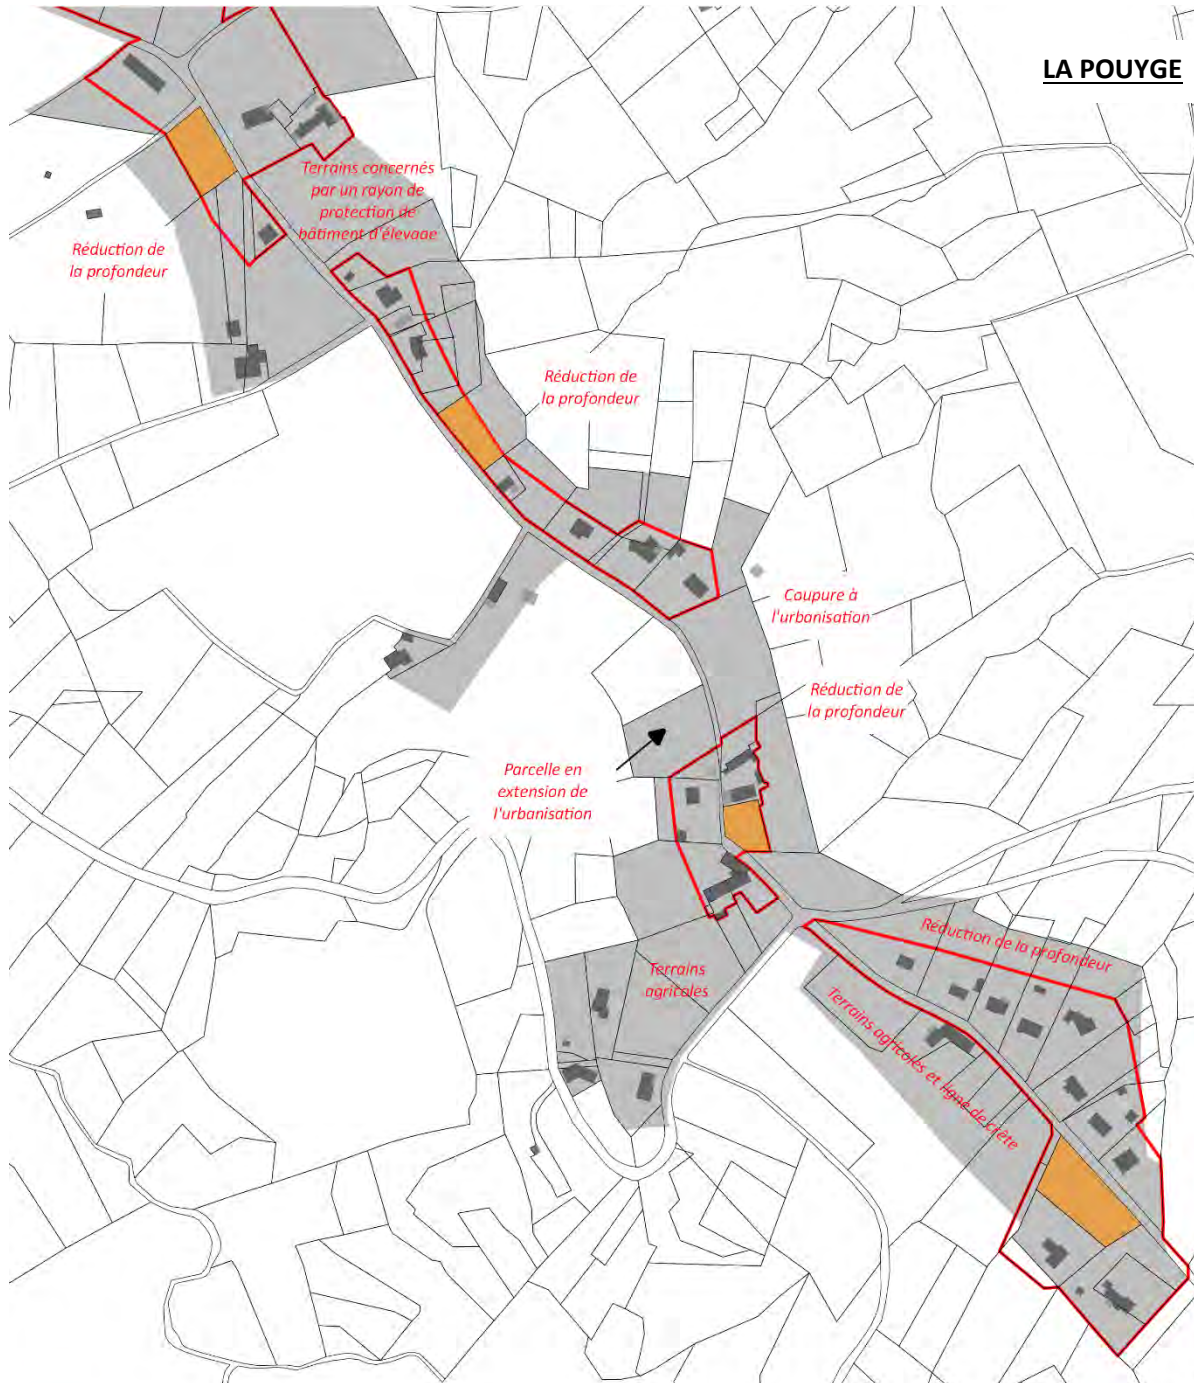 LA POUYGE
Terrains concernés
par un rayon de
protection de
bâtiment d'élevage
Réduction de
la profondeur
Réduction de
la profondeur
Coupure à
l'urbanisation
Réduction de
la profondeur
Parcelle en
extension de
l'urbanisation
Réduction de la profondeur
Terrains
agricoles
Terrains agricoles et ligne de crête